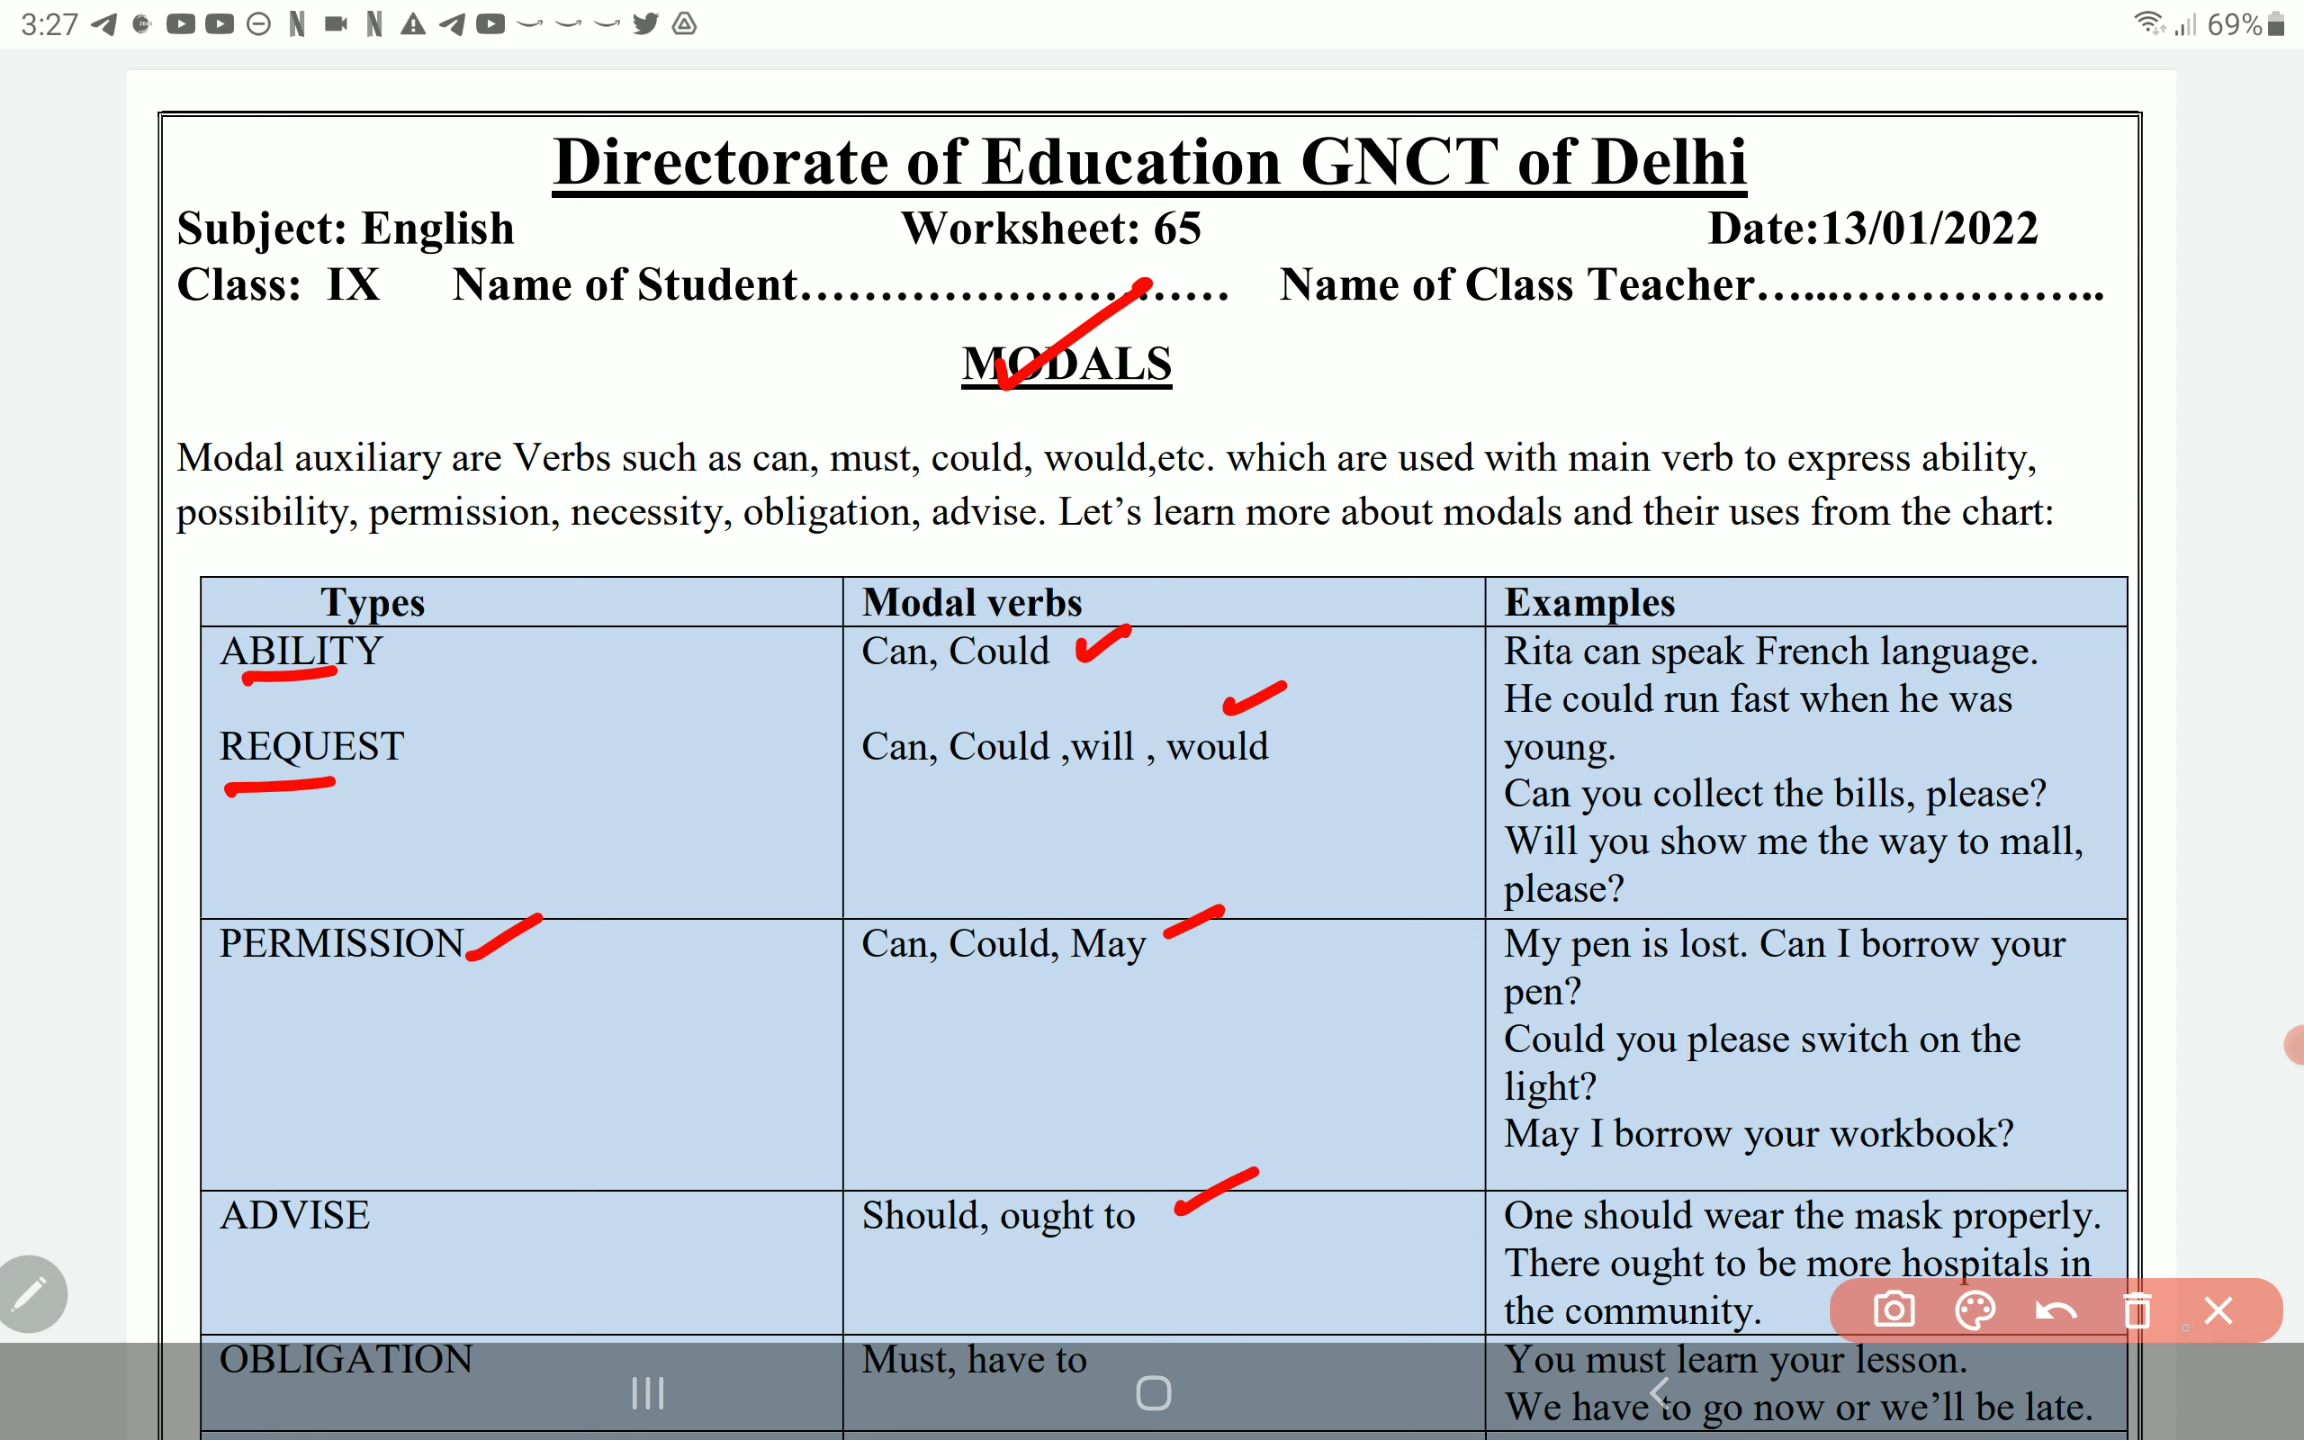 3:27
69%
Directorate of Education GNCT of Delhi
Subject: English Worksheet: 65 Date:13/01/2022
Class: IX Name of Student........................... Name of Class Teacher......................
MODALS
Modal auxiliary are Verbs such as can, must, could, would,etc. which are used with main verb to express ability,
possibility, permission, necessity, obligation, advise. Let’s learn more about modals and their uses from the chart:
Types Modal verbs Examples
ABILITY Can, Could Rita can speak French language.
He could run fast when he was
REQUEST Can, Could ,will , would young.
Can you collect the bills, please?
Will you show me the way to mall,
please?
PERMISSION Can, Could, May My pen is lost. Can I borrow your
pen?
Could you please switch on the
light?
May I borrow your workbook?
ADVISE Should, ought to One should wear the mask properly.
There ought to be more hospitals in
the community.
OBLIGATION Must, have to You must learn your lesson.
We have to go now or we’ll be late.